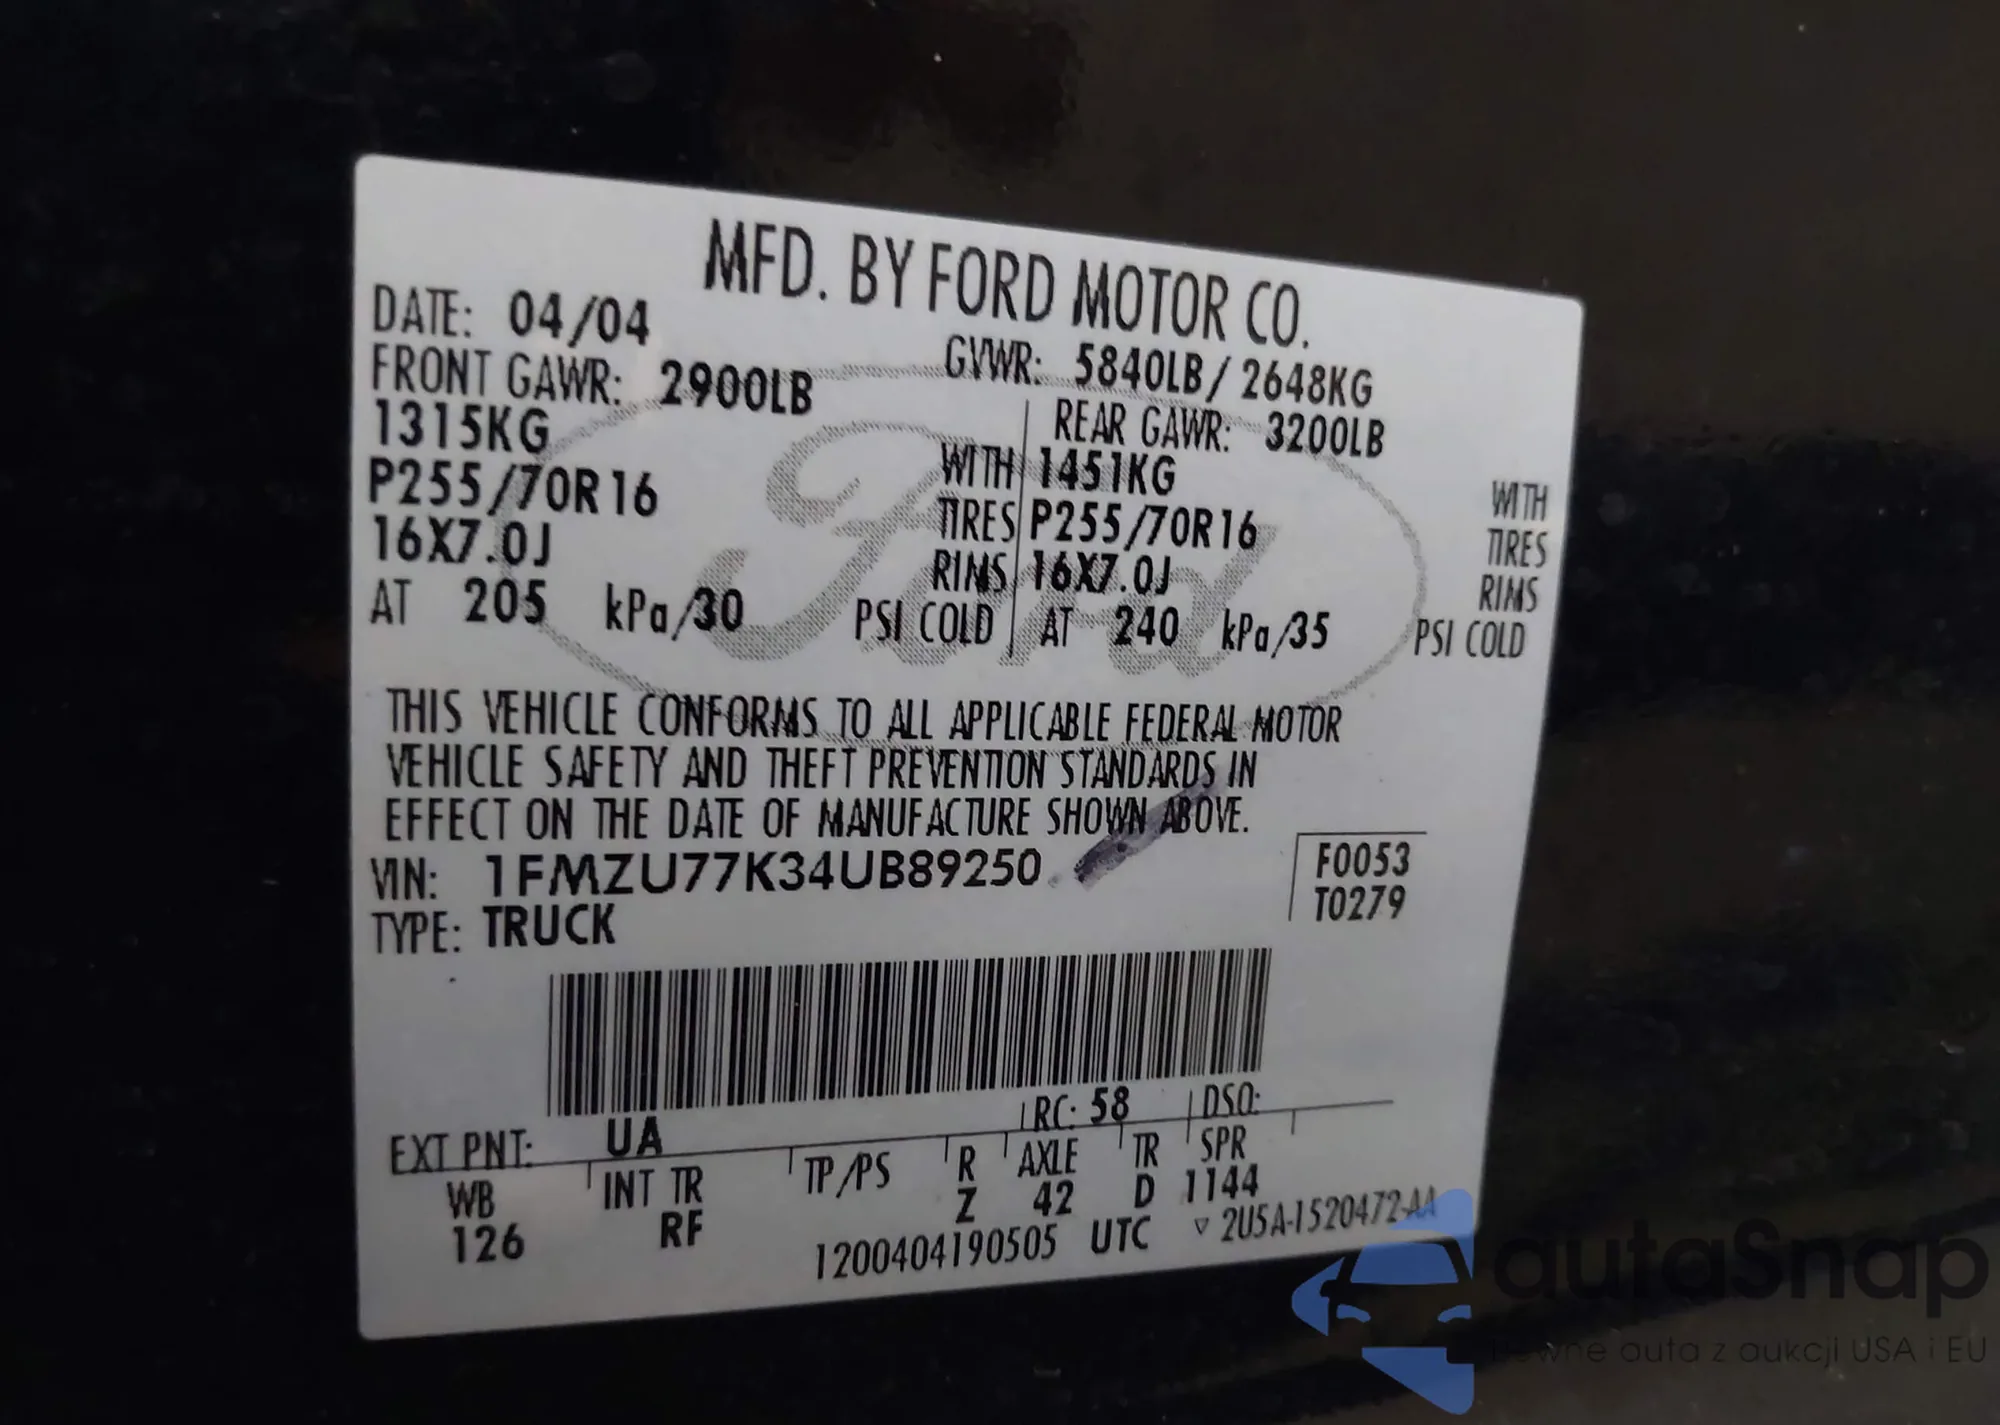 MFD. BY FORD MOTOR CO.
DATE: 04/04
GVWR: 5840LB / 2648KG
FRONT GAWR: 2900LB
REAR GAWR: 3200LB
1315KG WITH
1451KG WITH
P255/70R16 TIRES
P255/70R16 TIRES
16X7.0J RIMS
16X7.0J RIMS
AT 205 kPa/30 PSI COLD
AT 240 kPa/35 PSI COLD
Ford
THIS VEHICLE CONFORMS TO ALL APPLICABLE FEDERAL MOTOR
VEHICLE SAFETY AND THEFT PREVENTION STANDARDS IN
EFFECT ON THE DATE OF MANUFACTURE SHOWN ABOVE.
VIN: 1FMZU77K34UB89250
F0053
TYPE: TRUCK
T0279
EXT PNT: UA RC: 58 DSO:
WB INT TR TP/PS R AXLE TR SPR
126 RF Z 42 D 1144
1200404190505 UTC ▽ 2U5A-1520472-AA
autaSnap
auta z aukcji USA i EU